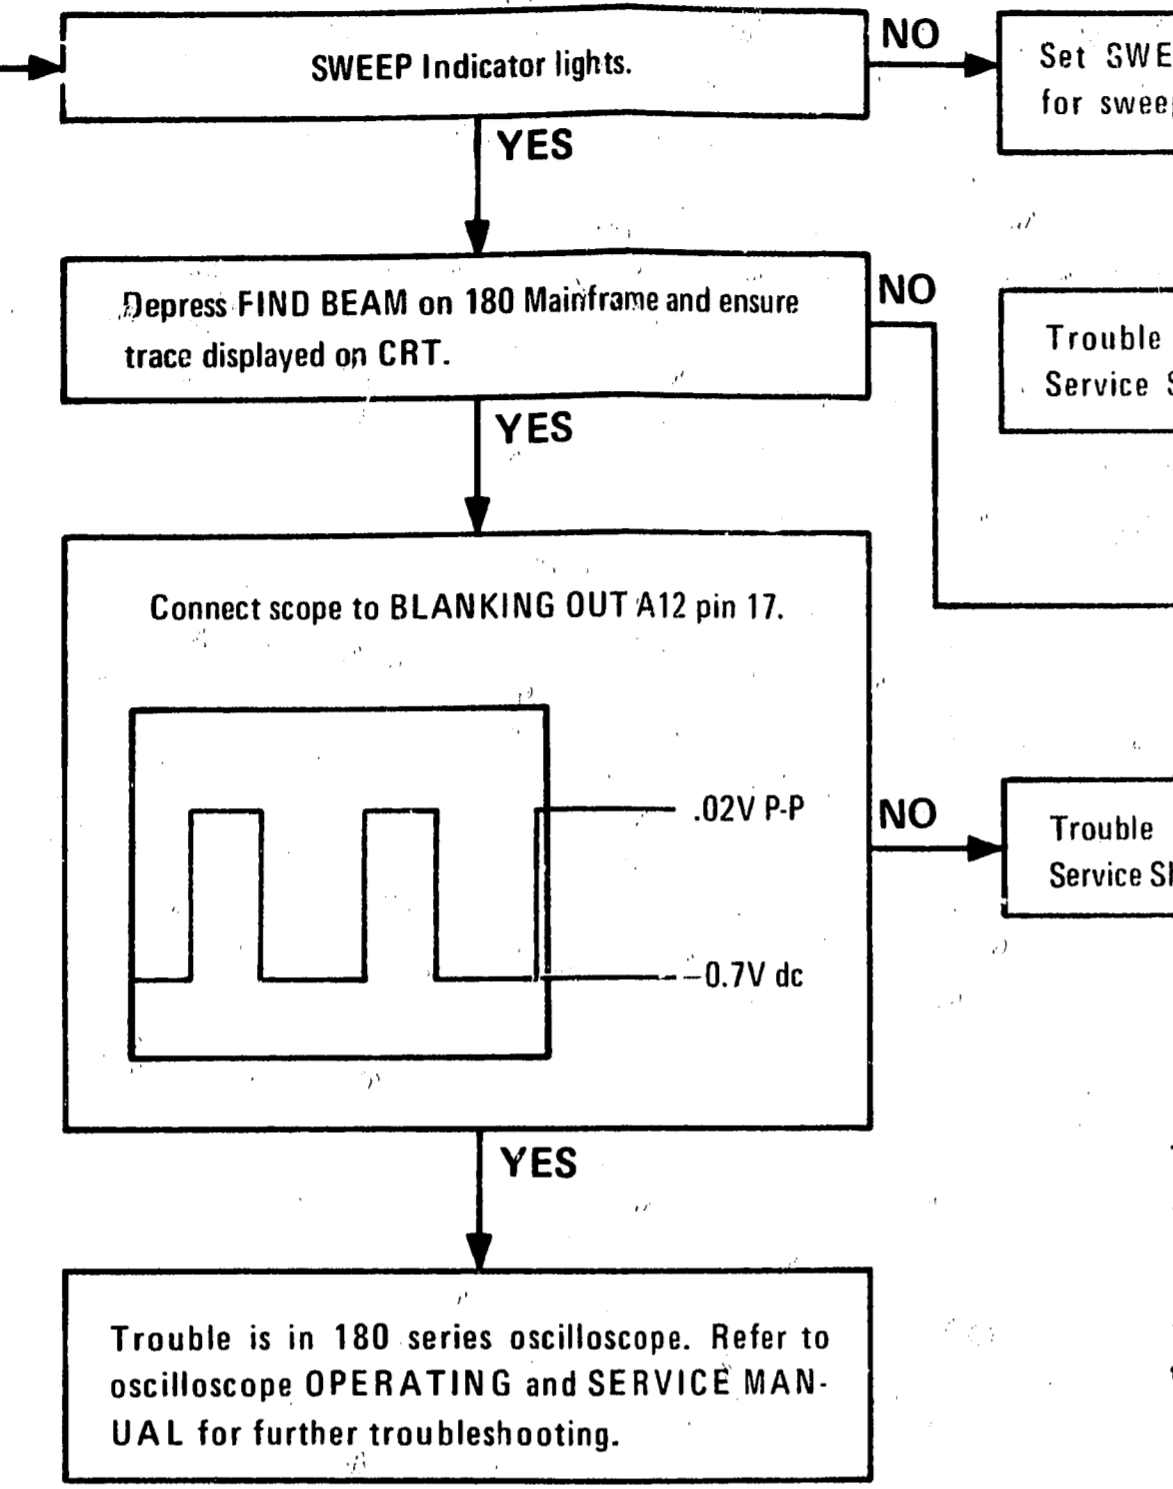 SWEEP Indicator lights.
NO
Set SWE
for swee
YES
Depress FIND BEAM on 180 Mainframe and ensure
trace displayed on CRT.
NO
Trouble
Service
YES
Connect scope to BLANKING OUT A12 pin 17.
.02V P-P
-0.7V dc
NO
Trouble
Service
YES
Trouble is in 180 series oscilloscope. Refer to
oscilloscope OPERATING and SERVICE MAN-
UAL for further troubleshooting.